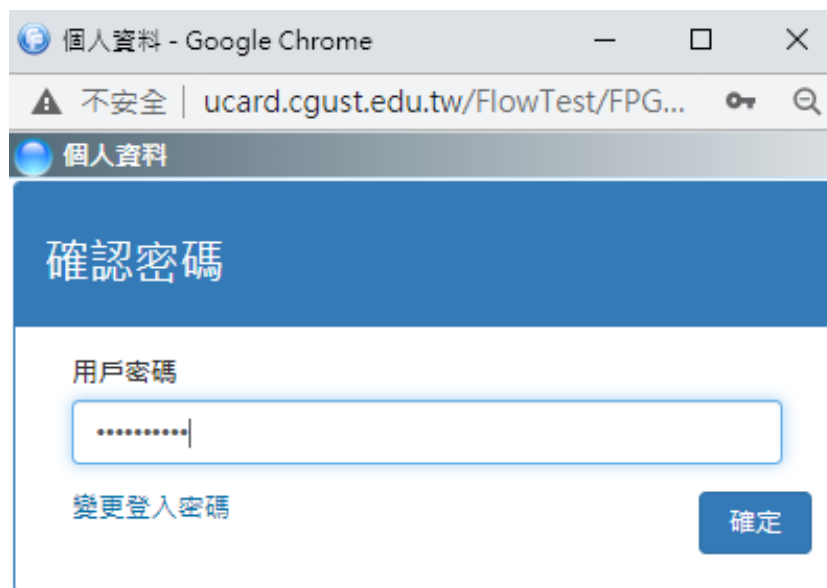 個人資料 - Google Chrome
不安全 | ucard.cgust.edu.tw/FlowTest/FPG...
個人資料
確認密碼
用戶密碼
••••••••••
變更登入密碼
確定